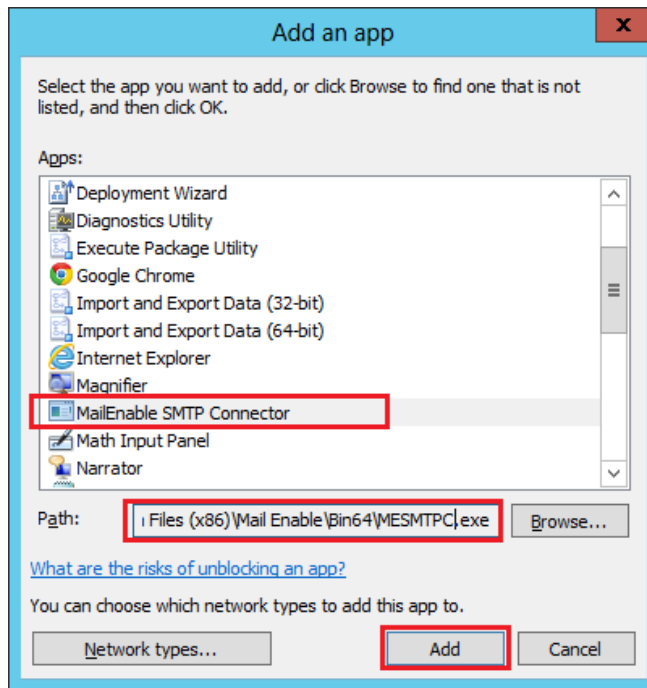 Add an app
x
Select the app you want to add, or click Browse to find one that is not
listed, and then click OK.
Apps:
Deployment Wizard
Diagnostics Utility
Execute Package Utility
Google Chrome
Import and Export Data (32-bit)
Import and Export Data (64-bit)
Internet Explorer
Magnifier
MailEnable SMTP Connector
Math Input Panel
Narrator
Path: Files (x86)\Mail Enable\Bin64\MESMTPC.exe Browse...
What are the risks of unblocking an app?
You can choose which network types to add this app to.
Network types... Add Cancel